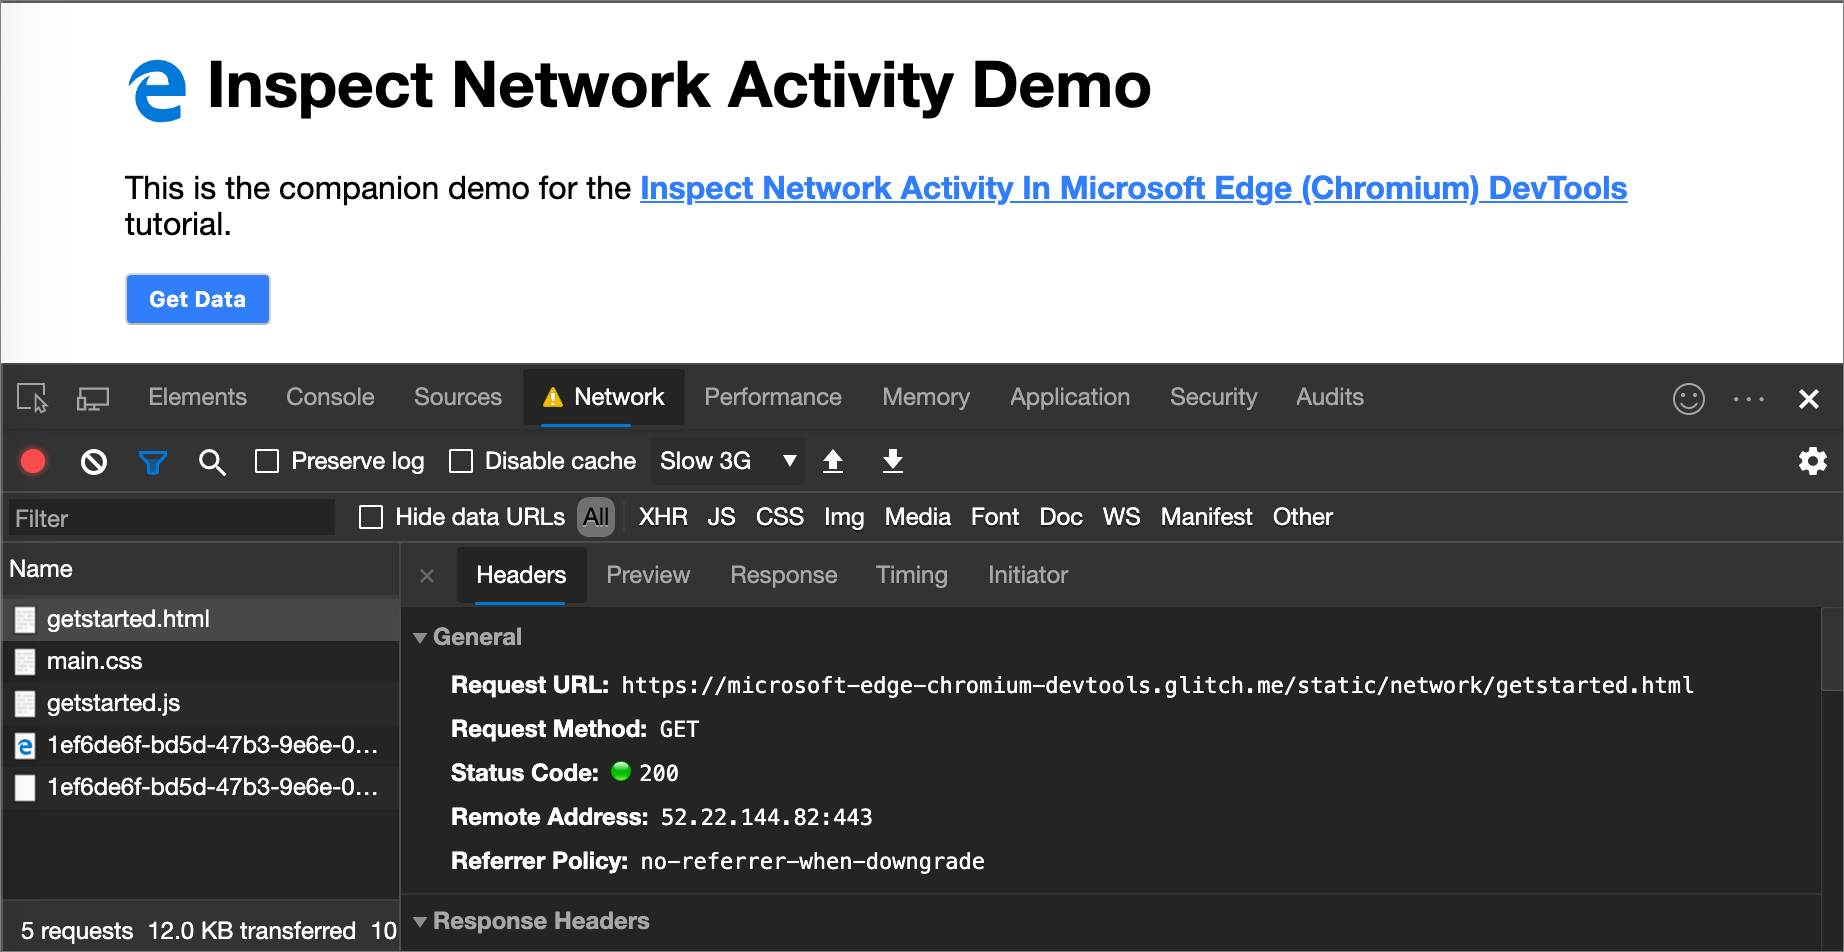 Inspect Network Activity Demo
This is the companion demo for the Inspect Network Activity In Microsoft Edge (Chromium) DevTools
tutorial.
Get Data
Elements Console Sources Network Performance Memory Application Security Audits
Preserve log Disable cache Slow 3G
Filter Hide data URLs All XHR JS CSS Img Media Font Doc WS Manifest Other
Name
Headers Preview Response Timing Initiator
getstarted.html
main.css
getstarted.js
1ef6de6f-bd5d-47b3-9e6e-0...
1ef6de6f-bd5d-47b3-9e6e-0...
5 requests 12.0 KB transferred 10
General
Request URL: https://microsoft-edge-chromium-devtools.glitch.me/static/network/getstarted.html
Request Method: GET
Status Code: 200
Remote Address: 52.22.144.82:443
Referrer Policy: no-referrer-when-downgrade
Response Headers